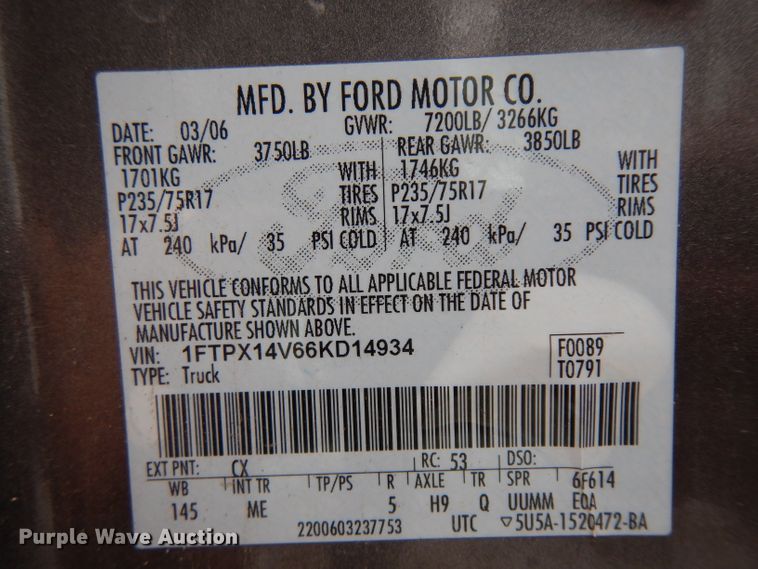 MFD. BY FORD MOTOR CO.
DATE: 03/06 GVWR: 7200LB/ 3266KG
FRONT GAWR: 3750LB REAR GAWR: 3850LB
1701KG WITH 1746KG WITH
P235/75R17 TIRES P235/75R17 TIRES
17x7.5J RIMS 17x7.5J RIMS
AT 240 kPa/ 35 PSI COLD AT 240 kPa/ 35 PSI COLD
Ford
THIS VEHICLE CONFORMS TO ALL APPLICABLE FEDERAL MOTOR
VEHICLE SAFETY STANDARDS IN EFFECT ON THE DATE OF
MANUFACTURE SHOWN ABOVE.
VIN: 1FTPX14V66KD14934 F0089
TYPE: Truck T0791
EXT PNT: CX RC: 53 DSO:
WB INT TR TP/PS R AXLE TR SPR 6F614
145 ME 5 H9 Q UUMM EQA
2200603237753 UTC ▽5U5A-1520472-BA
Purple Wave Auction